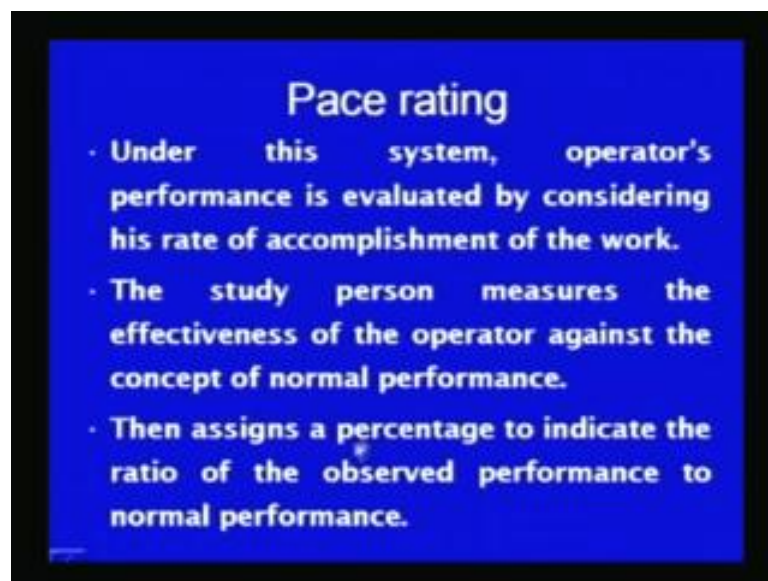 Pace rating
· Under this system, operator's
performance is evaluated by considering
his rate of accomplishment of the work.
· The study person measures the
effectiveness of the operator against the
concept of normal performance.
· Then assigns a percentage to indicate the
ratio of the observed performance to
normal performance.